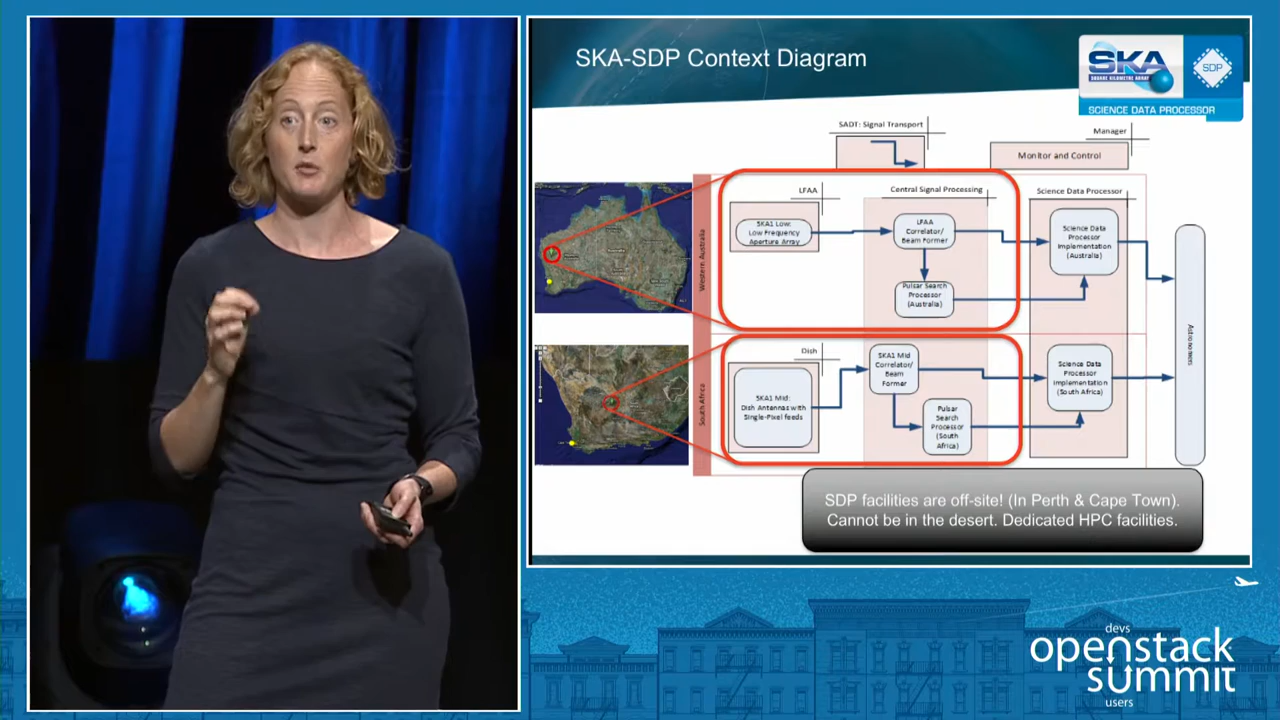 SKA-SDP Context Diagram
SKA
SQUARE KILOMETRE ARRAY
SDP
SCIENCE DATA PROCESSOR
SADT: Signal Transport
Manager
Monitor and Control
LFAA
Central Signal Processing
Science Data Processor
Western Australia
SKA1 Low:
Low Frequency
Aperture Array
LFAA
Correlator/
Beam Former
Science Data
Processor
Implementation
(Australia)
Pulsar Search
Processor
(Australia)
Astronomers
South Africa
Dish
SKA1 Mid:
Dish Antennas with
Single-Pixel feeds
SKA1 Mid
Correlator/
Beam
Former
Pulsar
Search
Processor
(South
Africa)
Science Data
Processor
Implementation
(South Africa)
SDP facilities are off-site! (In Perth & Cape Town).
Cannot be in the desert. Dedicated HPC facilities.
devs
openstack
summit
users